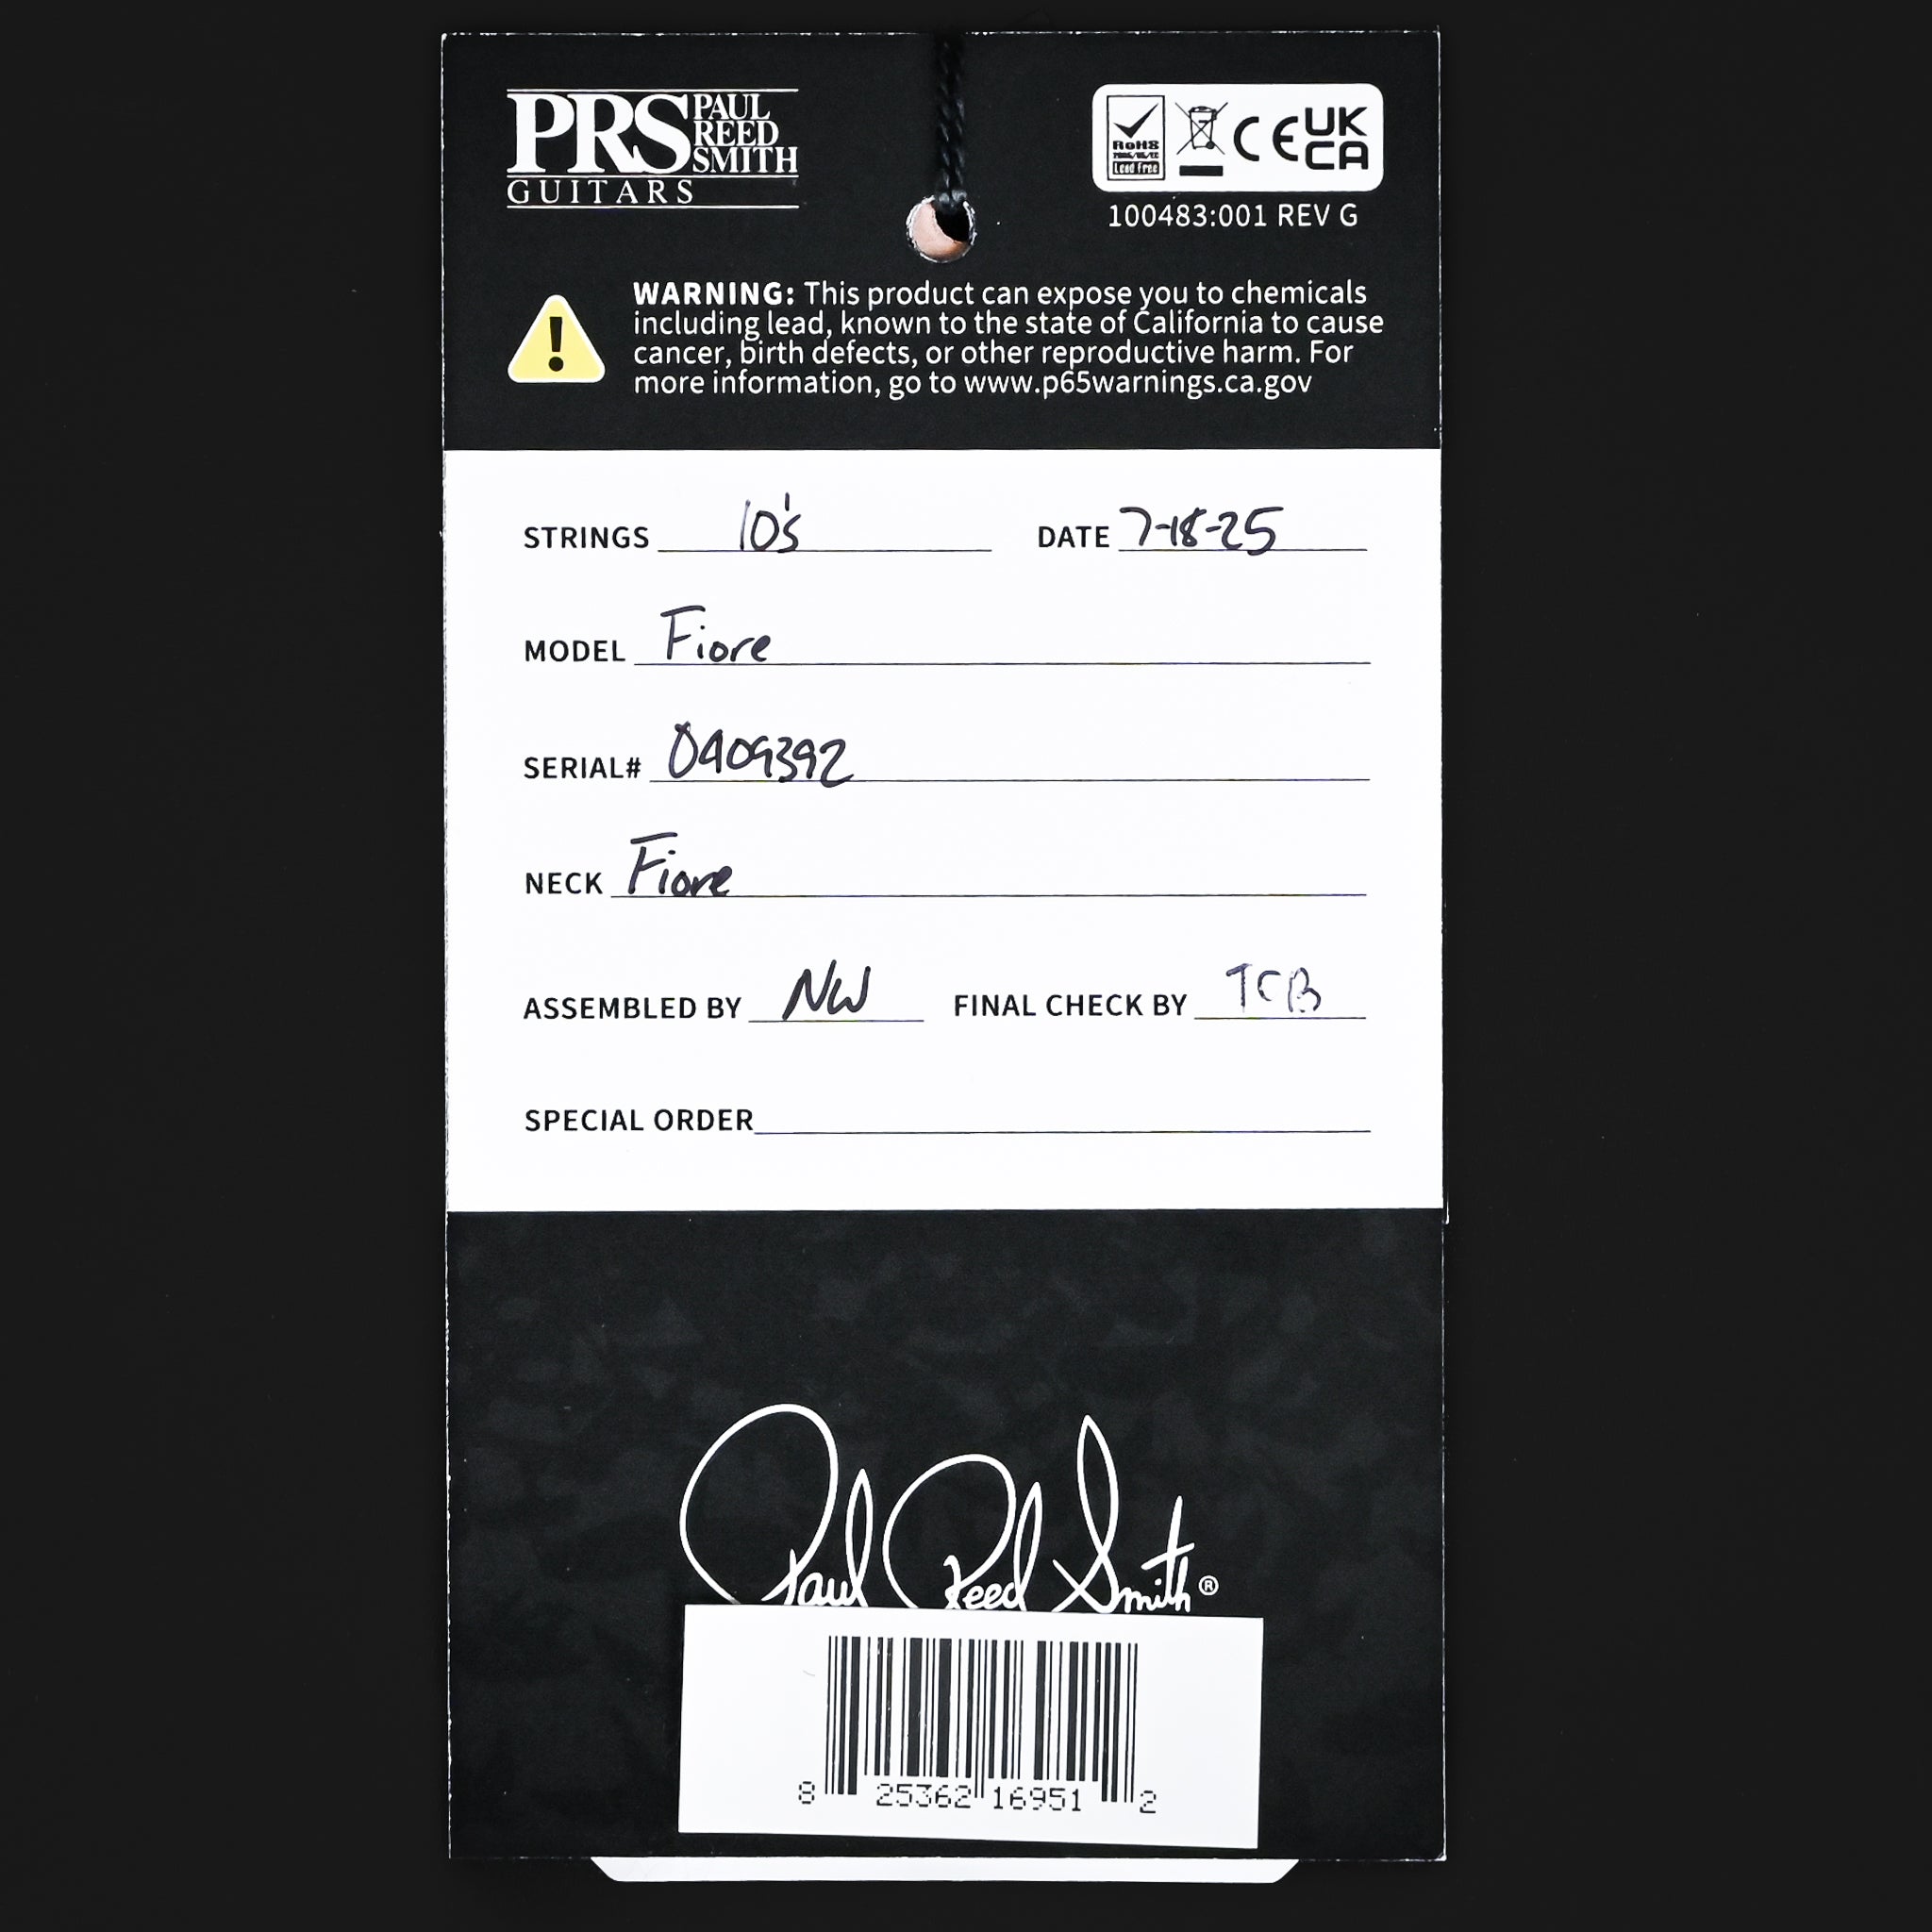 PRS PAUL REED SMITH
GUITARS
RoHS
2002/95/EC
Lead free
CE UK CA
100483:001 REV G
WARNING: This product can expose you to chemicals
including lead, known to the state of California to cause
cancer, birth defects, or other reproductive harm. For
more information, go to www.p65warnings.ca.gov
STRINGS 10's DATE 7-18-25
MODEL Fiore
SERIAL# 0409392
NECK Fiore
ASSEMBLED BY NW FINAL CHECK BY TCB
SPECIAL ORDER
Paul Reed Smith®
8 25362 16951 2